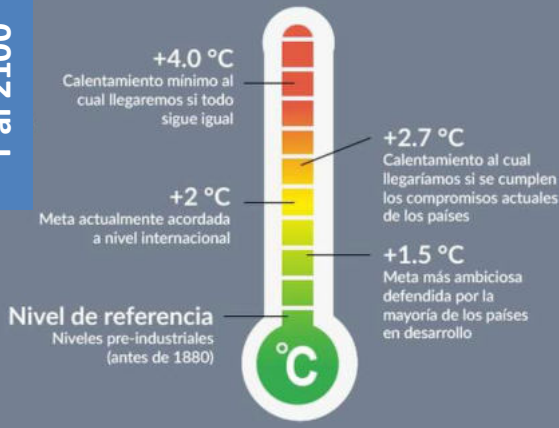 al 2100
+4.0 °C
Calentamiento mínimo al
cual llegaremos si todo
sigue igual
+2.7 °C
Calentamiento al cual
llegaríamos si se cumplen
los compromisos actuales
de los países
+2 °C
Meta actualmente acordada
a nivel internacional
+1.5 °C
Meta más ambiciosa
defendida por la
mayoría de los países
en desarrollo
Nivel de referencia
Niveles pre-industriales
(antes de 1880)
°C